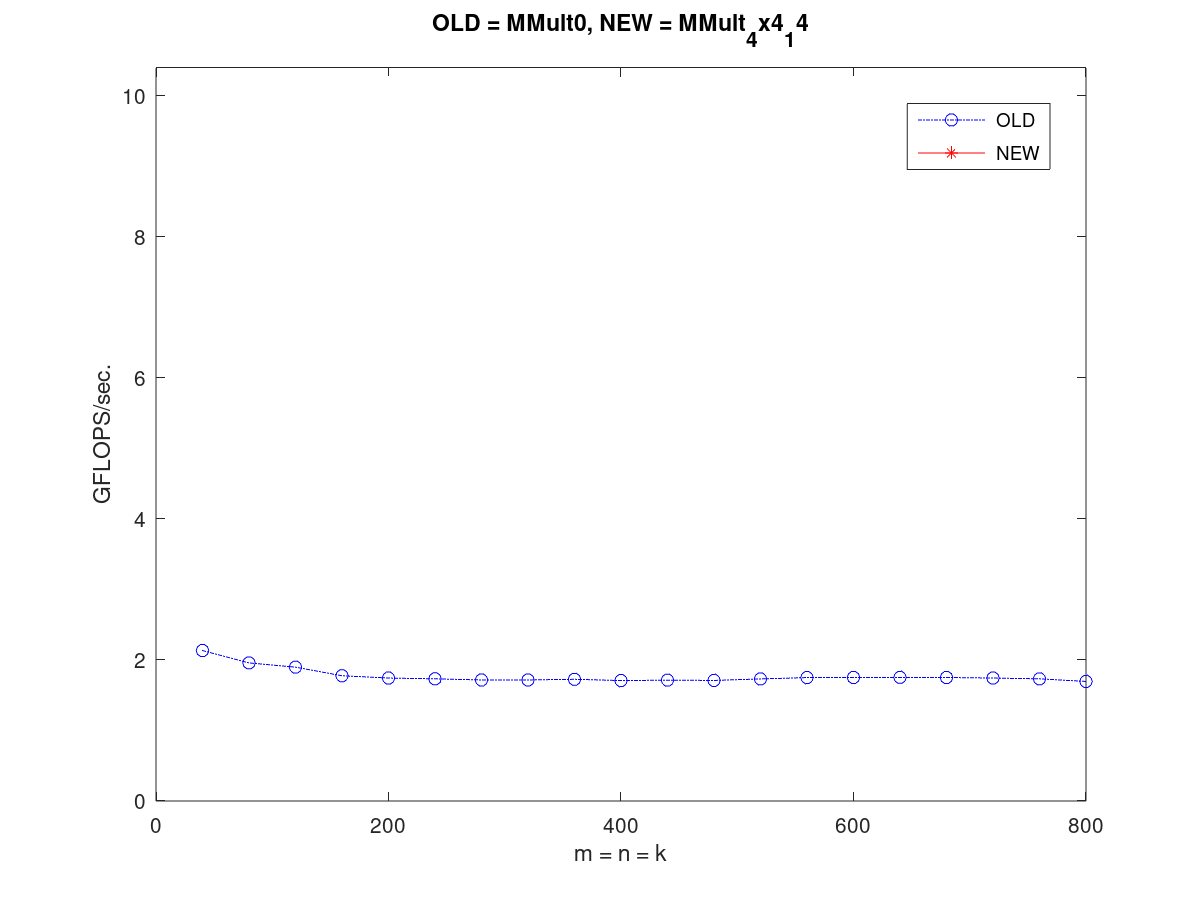 OLD = MMult0, NEW = MMult4x414
10
OLD
NEW
8
6
GFLOPS/sec.
4
2
0
0 200 400 600 800
m = n = k